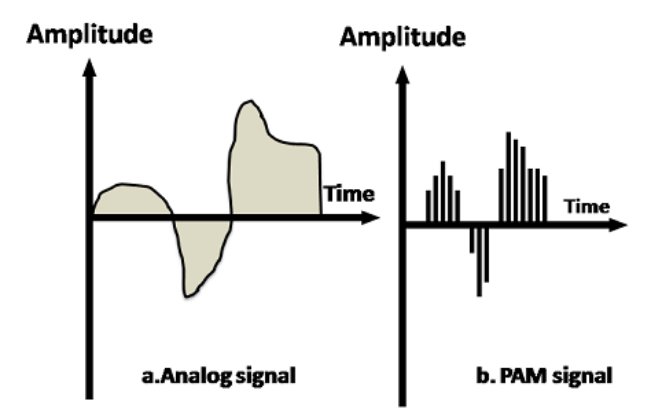 Amplitude
Amplitude
Time
Time
a.Analog signal
b. PAM signal